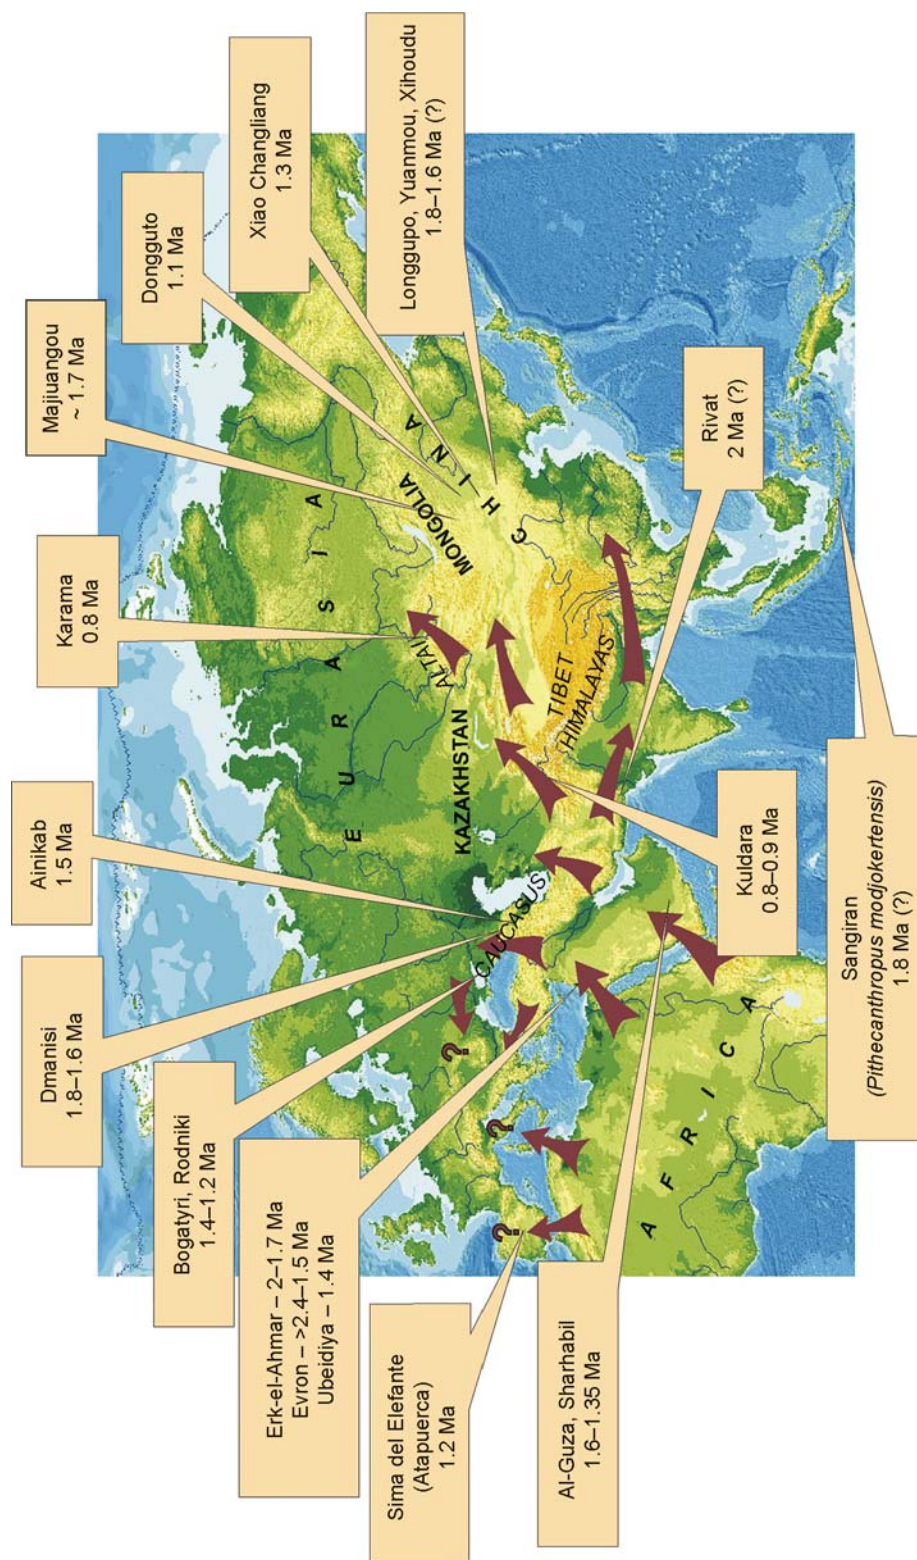 Dmanisi
1.8–1.6 Ma
Ainikab
1.5 Ma
Karama
0.8 Ma
Majiuangou
~ 1.7 Ma
Dongguto
1.1 Ma
Xiao Changliang
1.3 Ma
Bogatyri, Rodniki
1.4–1.2 Ma
Erk-el-Ahmar – 2–1.7 Ma
Evron – >2.4–1.5 Ma
Ubeidiya – 1.4 Ma
Longgupo, Yuanmou, Xihoudu
1.8–1.6 Ma (?)
Sima del Elefante
(Atapuerca)
1.2 Ma
EURASIA
MONGOLIA
ALTAI
KAZAKHSTAN
CHINA
CAUCASUS
TIBET
HIMALAYAS
AFRICA
?
?
?
Al-Guza, Sharhabil
1.6–1.35 Ma
Kuldara
0.8–0.9 Ma
Rivat
2 Ma (?)
Sangiran
(Pithecanthropus modjokertensis)
1.8 Ma (?)